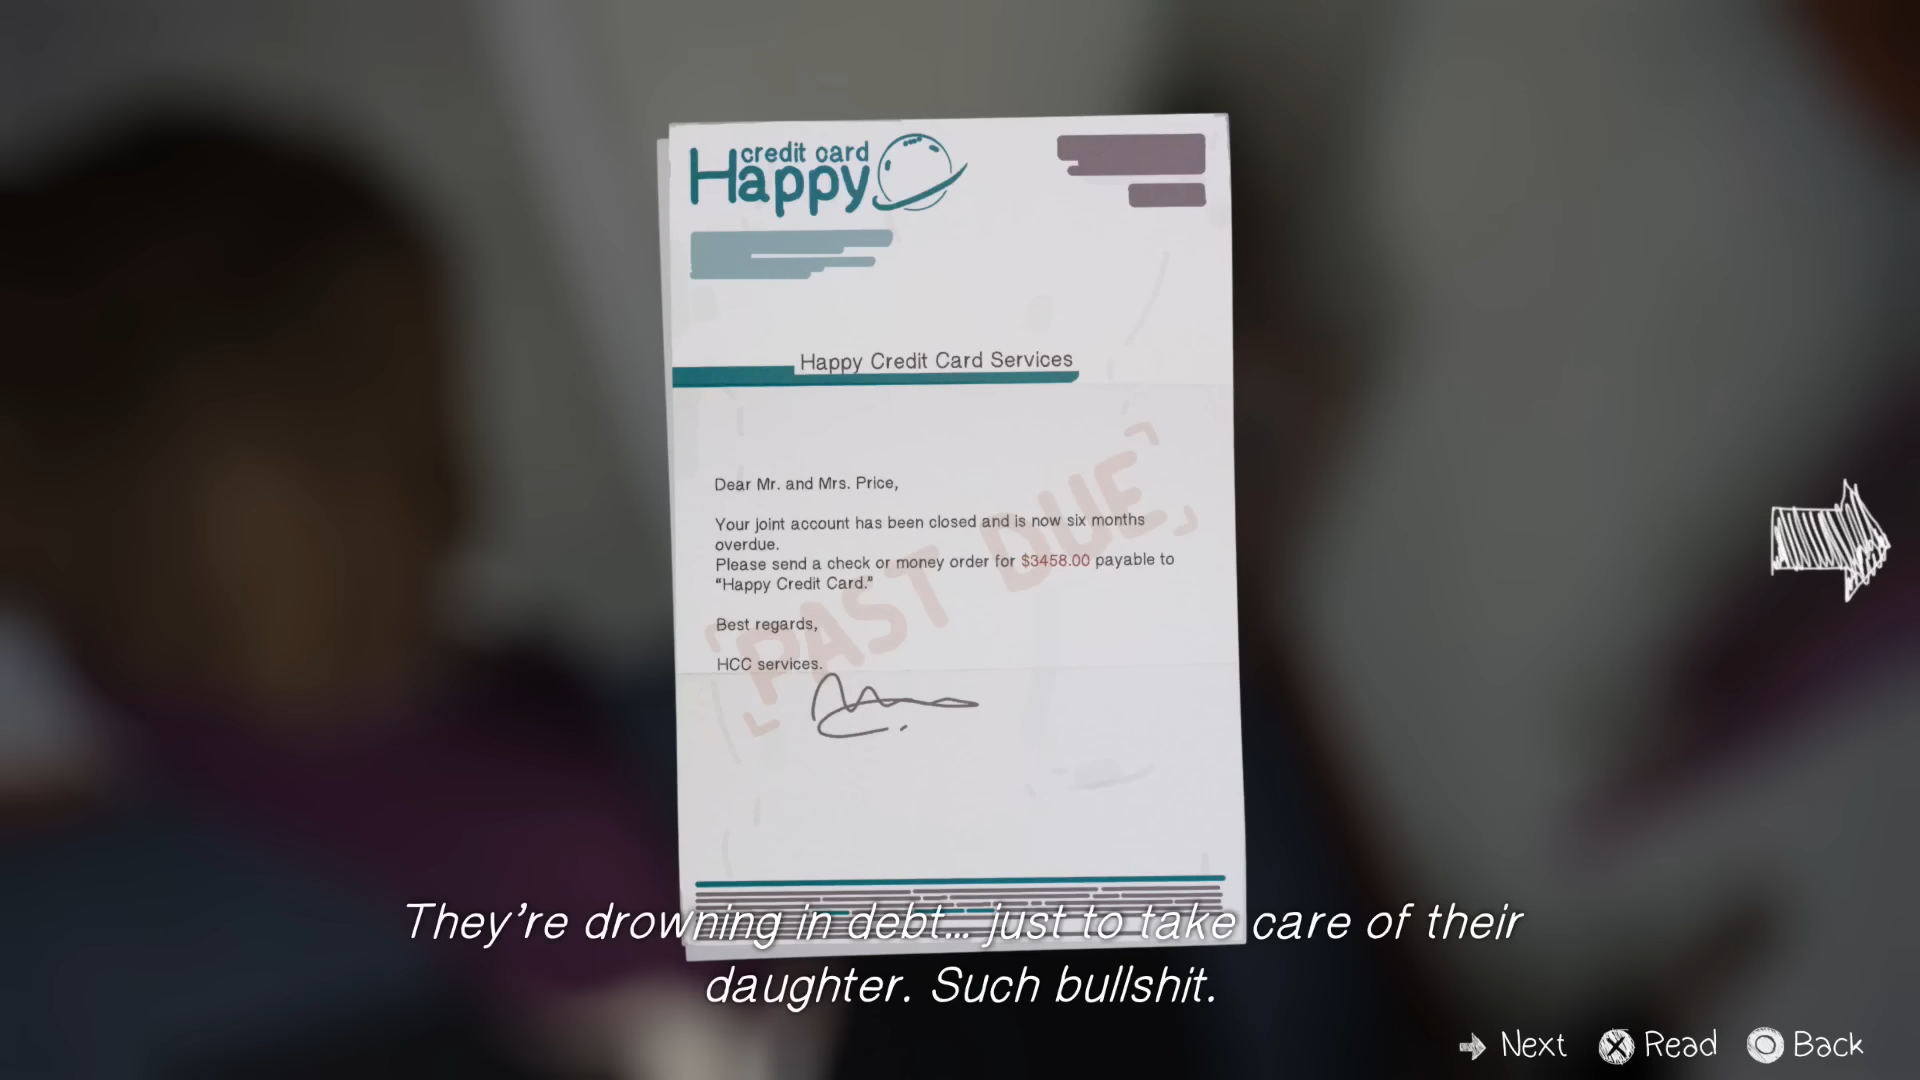 credit card
Happy
Happy Credit Card Services
Dear Mr. and Mrs. Price,
Your joint account has been closed and is now six months
overdue.
Please send a check or money order for $3458.00 payable to
“Happy Credit Card.”
Best regards,
HCC services.
PAST DUE
They’re drowning in debt... just to take care of their
daughter. Such bullshit.
Next Read Back